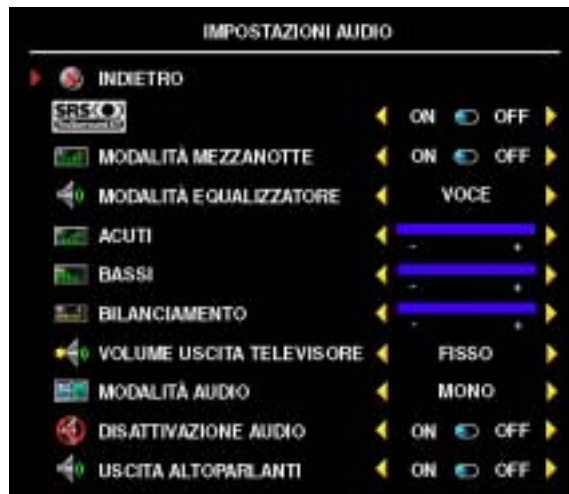 IMPOSTAZIONI AUDIO
INDIETRO
SRS ON OFF
MODALITÀ MEZZANOTTE ON OFF
MODALITÀ EQUALIZZATORE VOCE
ACUTI - +
BASSI - +
BILANCIAMENTO - +
VOLUME USCITA TELEVISORE FISSO
MODALITÀ AUDIO MONO
DISATTIVAZIONE AUDIO ON OFF
USCITA ALTOPARLANTI ON OFF